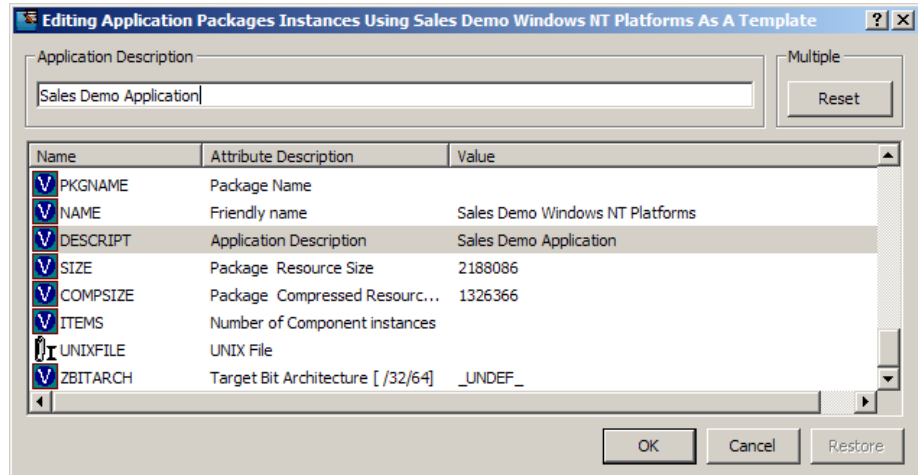 Editing Application Packages Instances Using Sales Demo Windows NT Platforms As A Template
Application Description
Multiple
Sales Demo Application
Reset
Name Attribute Description Value
V PKGNAME Package Name
V NAME Friendly name Sales Demo Windows NT Platforms
V DESCRIPT Application Description Sales Demo Application
V SIZE Package Resource Size 2188086
V COMPSIZE Package Compressed Resourc... 1326366
V ITEMS Number of Component instances
UNIXFILE UNIX File
V ZBITARCH Target Bit Architecture [ /32/64] _UNDEF_
OK Cancel Restore